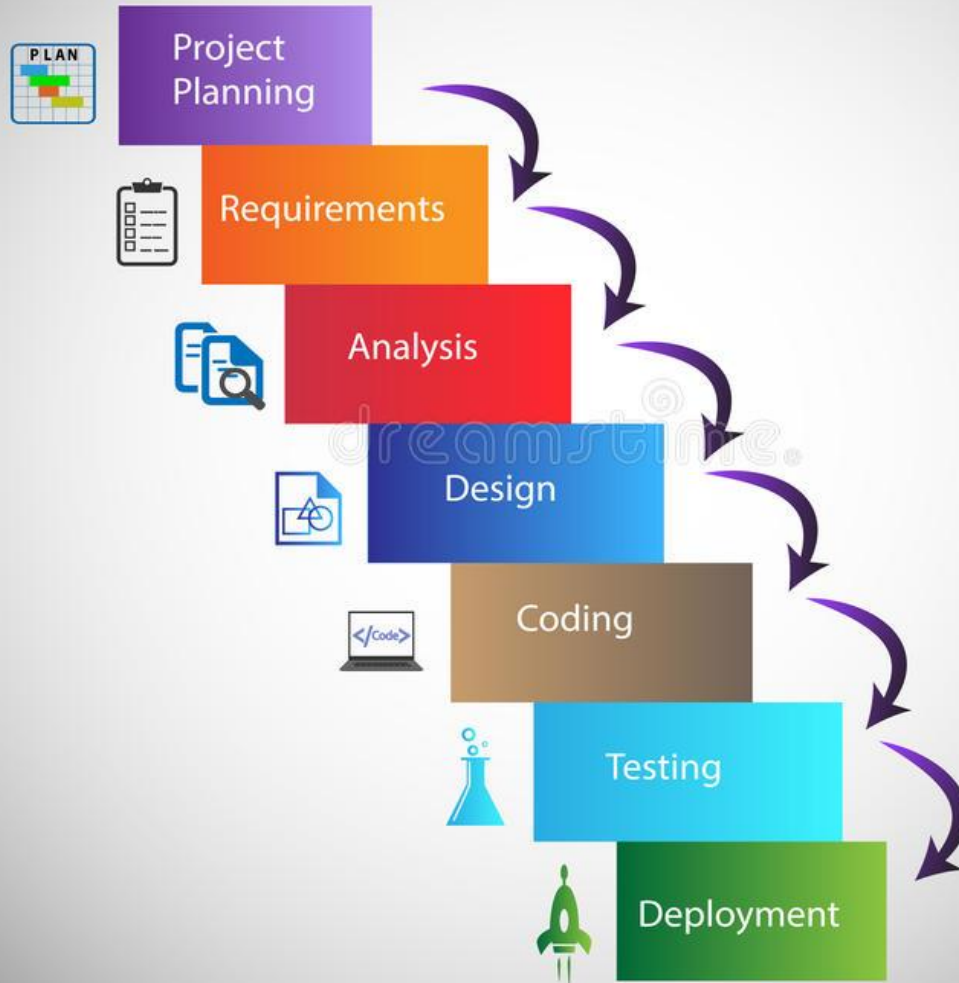 PLAN
Project
Planning
Requirements
Analysis
dreamstime
Design
Coding
</Code>
Testing
Deployment